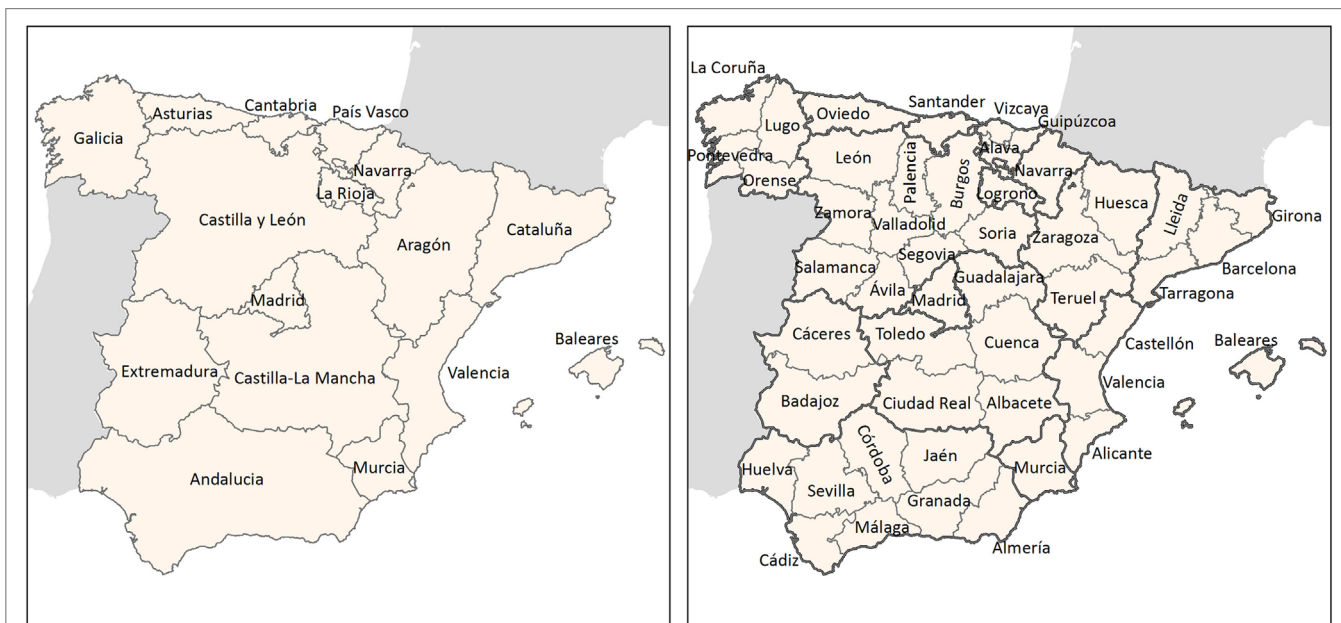 Galicia
Asturias
Cantabria
País Vasco
Navarra
La Rioja
Castilla y León
Aragón
Cataluña
Madrid
Baleares
Extremadura
Castilla-La Mancha
Valencia
Andalucia
Murcia
La Coruña
Lugo
Oviedo
Santander
Vizcaya
Guipúzcoa
Pontevedra
Orense
León
Palencia
Burgos
Alava
Navarra
Logrono
Huesca
Lleida
Girona
Zamora
Valladolid
Soria
Zaragoza
Barcelona
Salamanca
Segovia
Ávila
Madrid
Guadalajara
Teruel
Tarragona
Cáceres
Toledo
Cuenca
Castellón
Baleares
Badajoz
Ciudad Real
Albacete
Valencia
Huelva
Sevilla
Córdoba
Jaén
Murcia
Alicante
Granada
Málaga
Cádiz
Almería